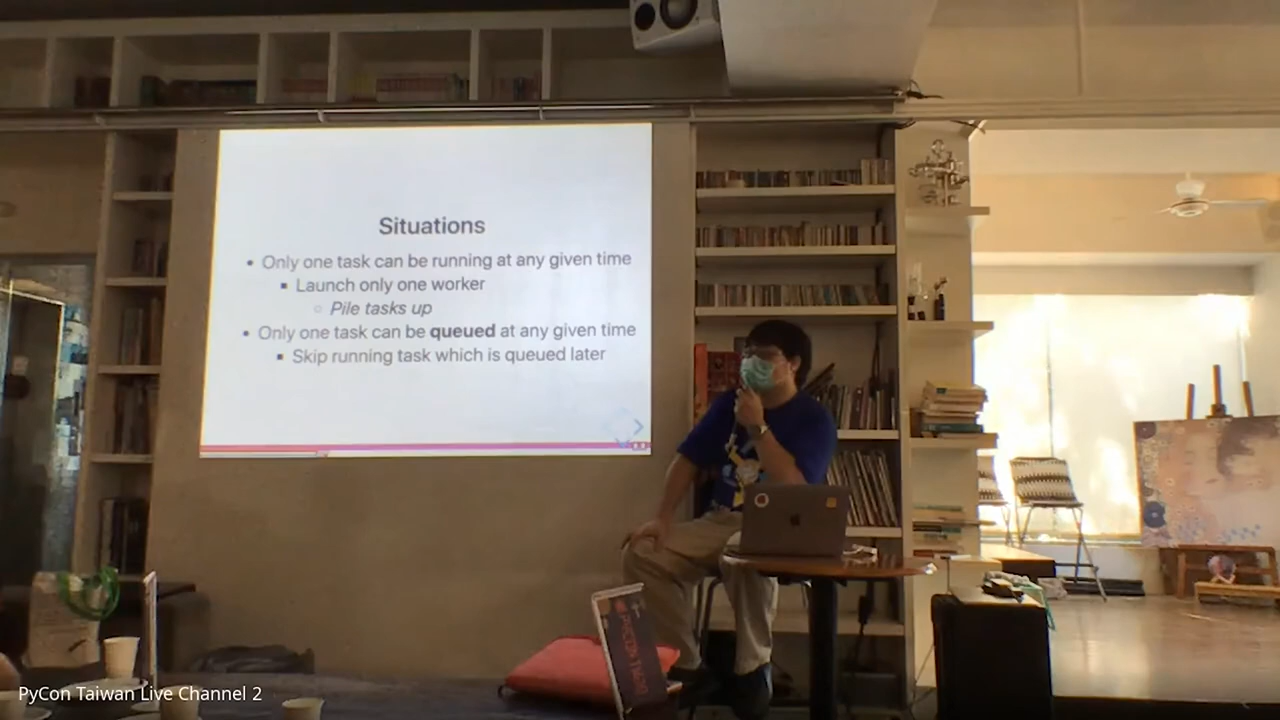 Situations
• Only one task can be running at any given time
▪ Launch only one worker
○ Pile tasks up
• Only one task can be queued at any given time
▪ Skip running task which is queued later
PyCon Taiwan Live Channel 2